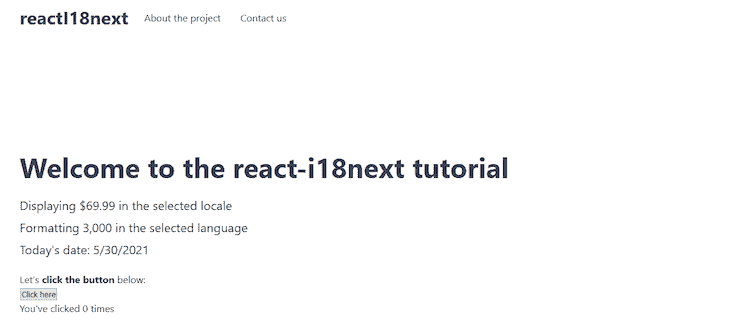 reactI18next About the project Contact us
Welcome to the react-i18next tutorial
Displaying $69.99 in the selected locale
Formatting 3,000 in the selected language
Today's date: 5/30/2021
Let's click the button below:
Click here
You've clicked 0 times